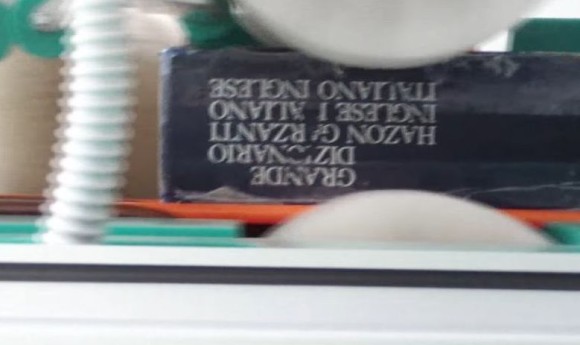 GRANDE
DIZIONARIO
HAZON GARZANTI
INGLESE ITALIANO
ITALIANO INGLESE